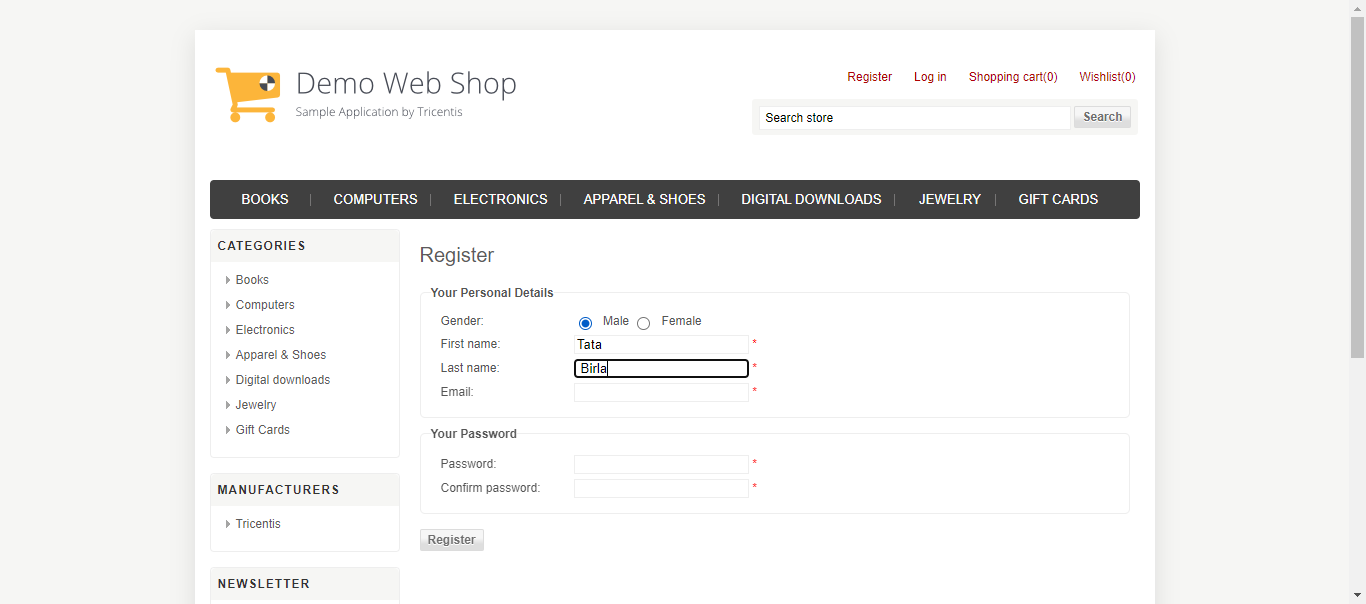 Demo Web Shop
Sample Application by Tricentis
Register Log in Shopping cart(0) Wishlist(0)
Search store Search
BOOKS COMPUTERS ELECTRONICS APPAREL & SHOES DIGITAL DOWNLOADS JEWELRY GIFT CARDS
CATEGORIES
Books
Computers
Electronics
Apparel & Shoes
Digital downloads
Jewelry
Gift Cards
MANUFACTURERS
Tricentis
NEWSLETTER
Register
Your Personal Details
Gender: Male Female
First name: Tata *
Last name: Birla *
Email: *
Your Password
Password: *
Confirm password: *
Register